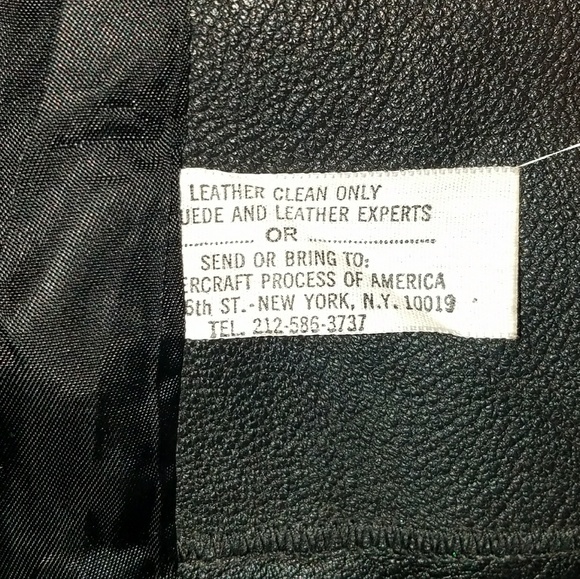 LEATHER CLEAN ONLY
UEDE AND LEATHER EXPERTS
................ OR ............................
SEND OR BRING TO:
ERCRAFT PROCESS OF AMERICA
6th ST.-NEW YORK, N.Y. 10019
TEL. 212-586-3737